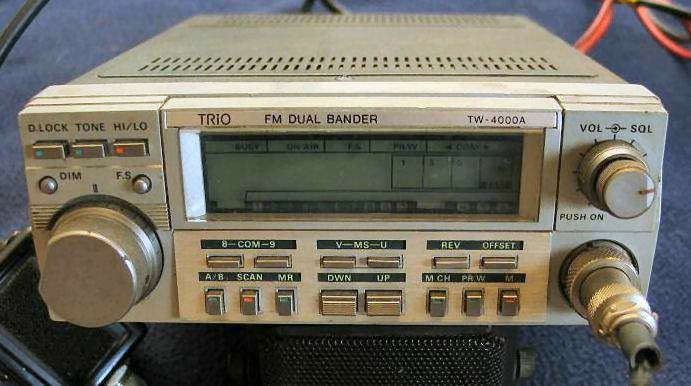 TRIO FM DUAL BANDER TW-4000A
D.LOCK TONE HI/LO
VOL SQL
DIM F.S
BUSY ON AIR F.S. PR.W ◄ COM ►
PUSH ON
8-COM-9 V-MS-U REV OFFSET
A/B SCAN MR DWN UP M CH PR.W M